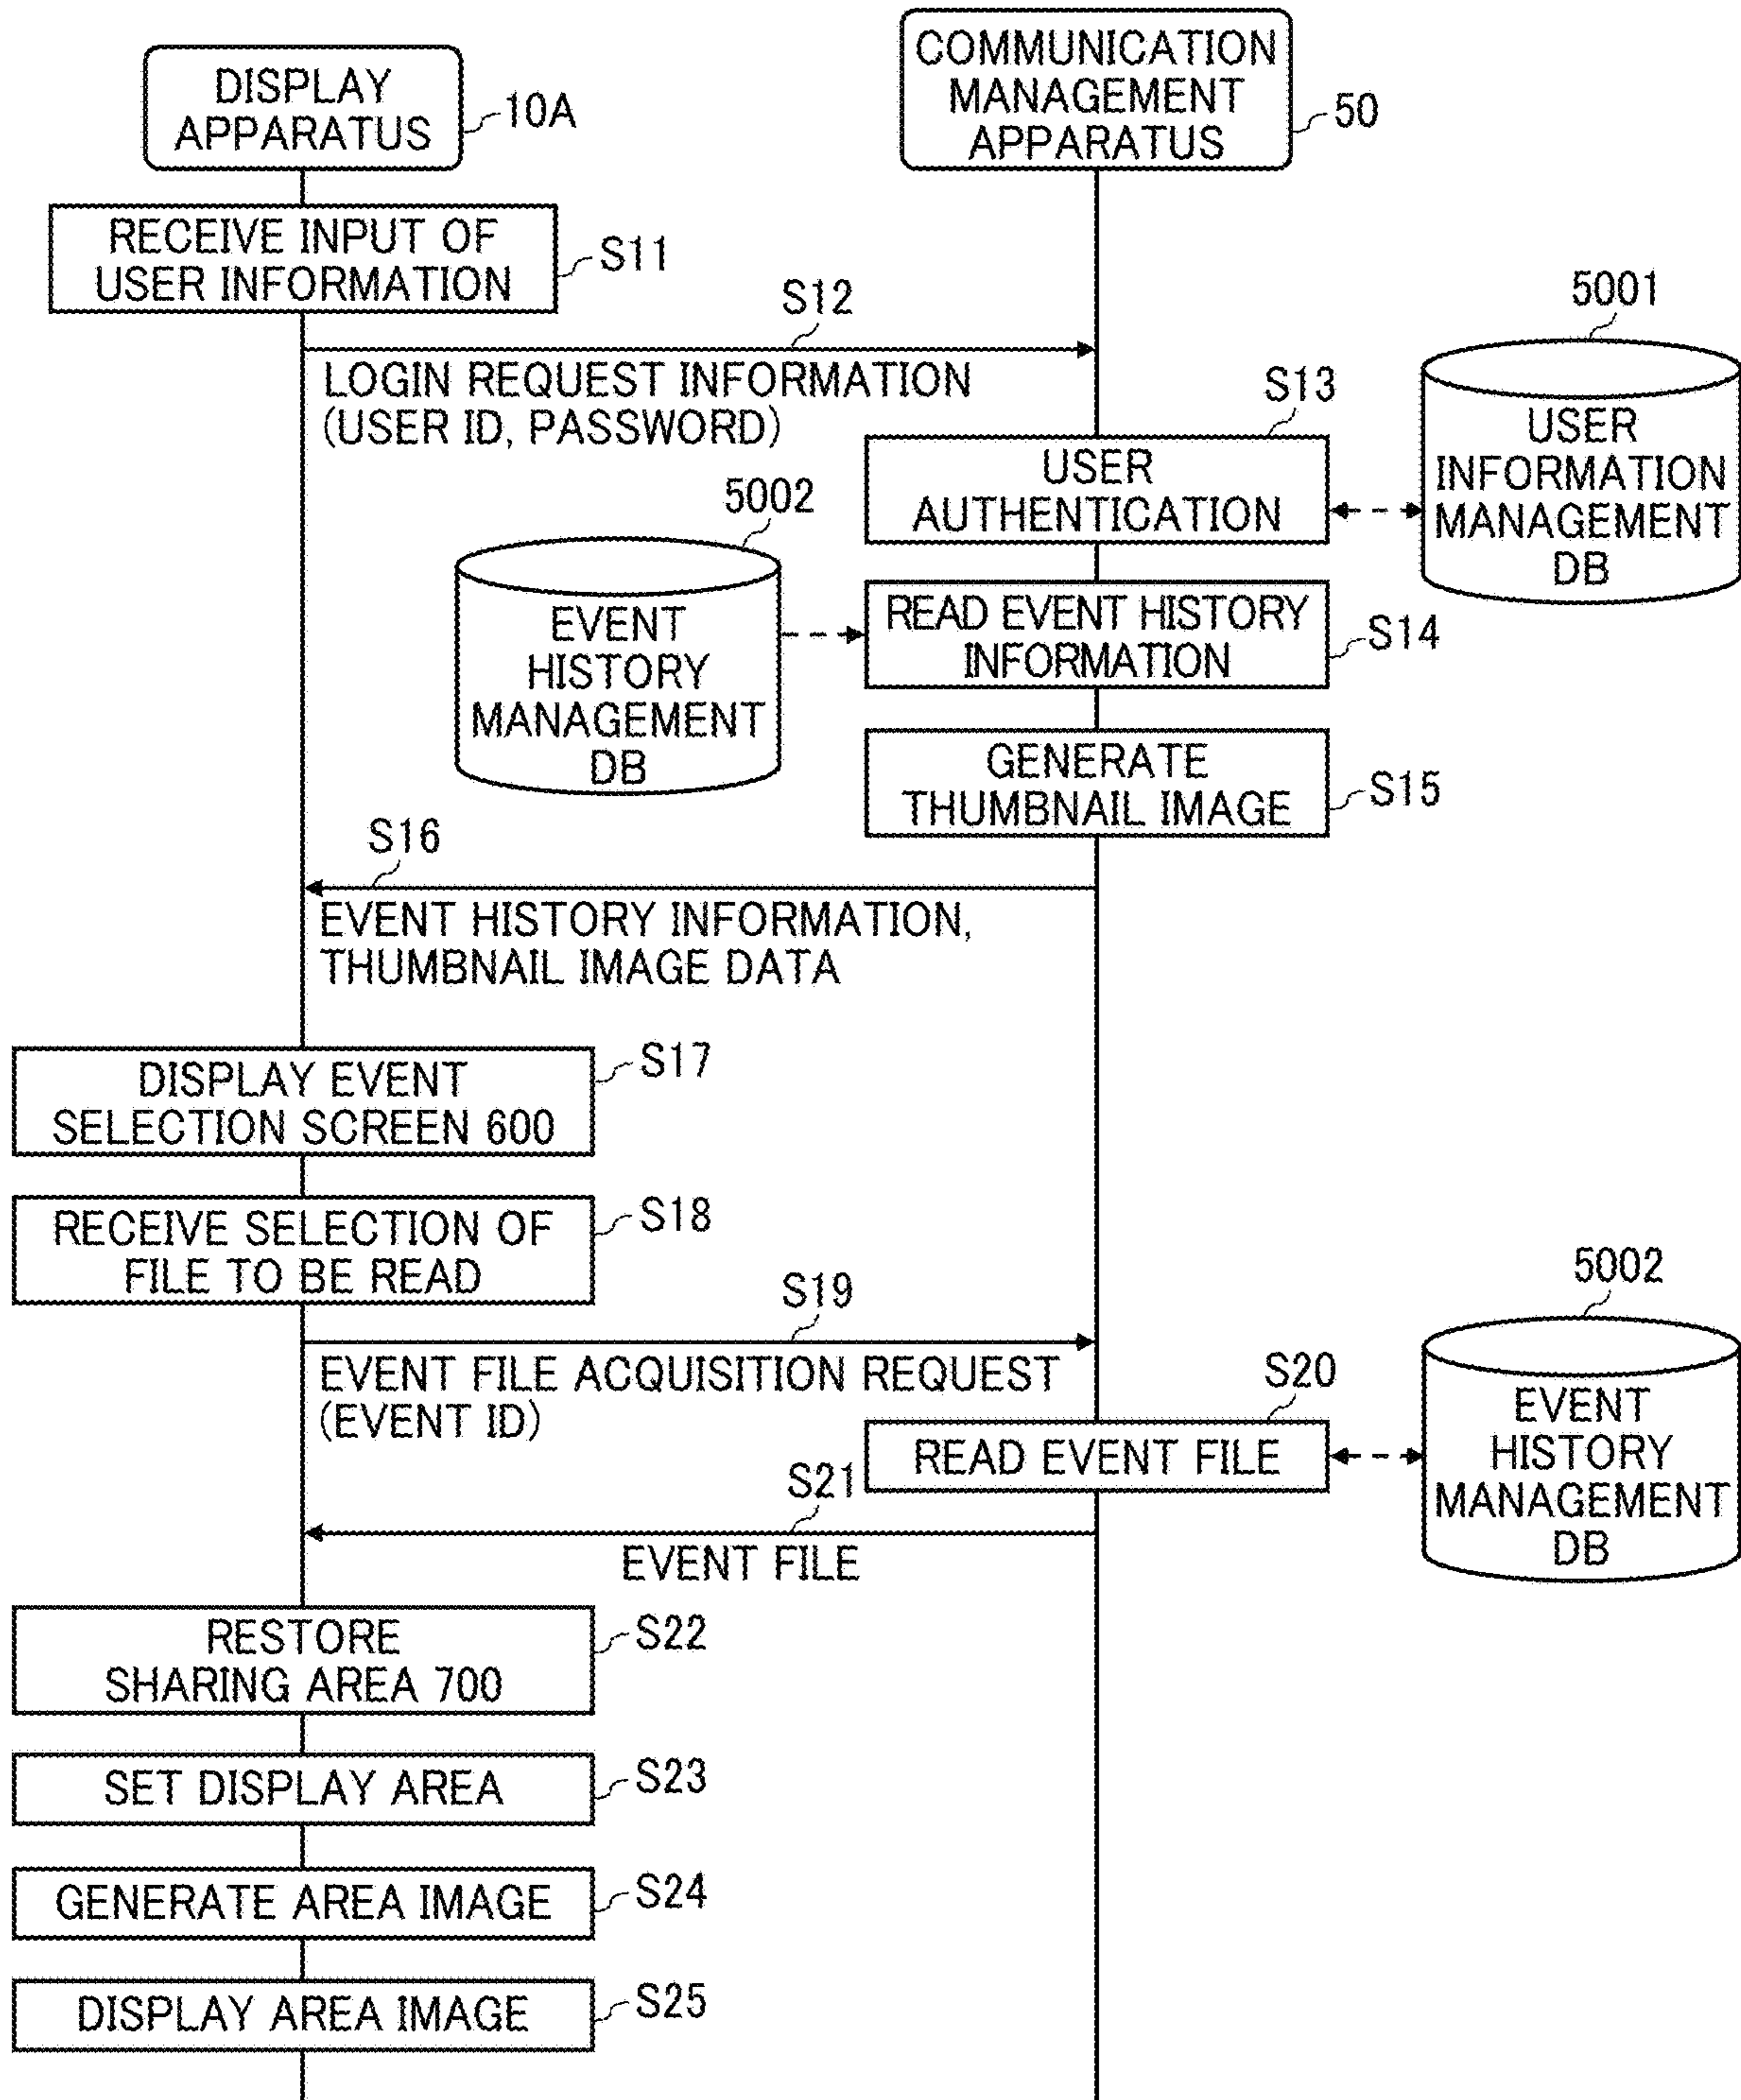 DISPLAY
APPARATUS
10A
COMMUNICATION
MANAGEMENT
APPARATUS
50
RECEIVE INPUT OF
USER INFORMATION
S11
S12
LOGIN REQUEST INFORMATION
(USER ID, PASSWORD)
S13
USER
AUTHENTICATION
5001
USER
INFORMATION
MANAGEMENT
DB
5002
EVENT
HISTORY
MANAGEMENT
DB
READ EVENT HISTORY
INFORMATION
S14
GENERATE
THUMBNAIL IMAGE
S15
S16
EVENT HISTORY INFORMATION,
THUMBNAIL IMAGE DATA
DISPLAY EVENT
SELECTION SCREEN 600
S17
RECEIVE SELECTION OF
FILE TO BE READ
S18
S19
EVENT FILE ACQUISITION REQUEST
(EVENT ID)
S20
READ EVENT FILE
5002
EVENT
HISTORY
MANAGEMENT
DB
S21
EVENT FILE
RESTORE
SHARING AREA 700
S22
SET DISPLAY AREA
S23
GENERATE AREA IMAGE
S24
DISPLAY AREA IMAGE
S25